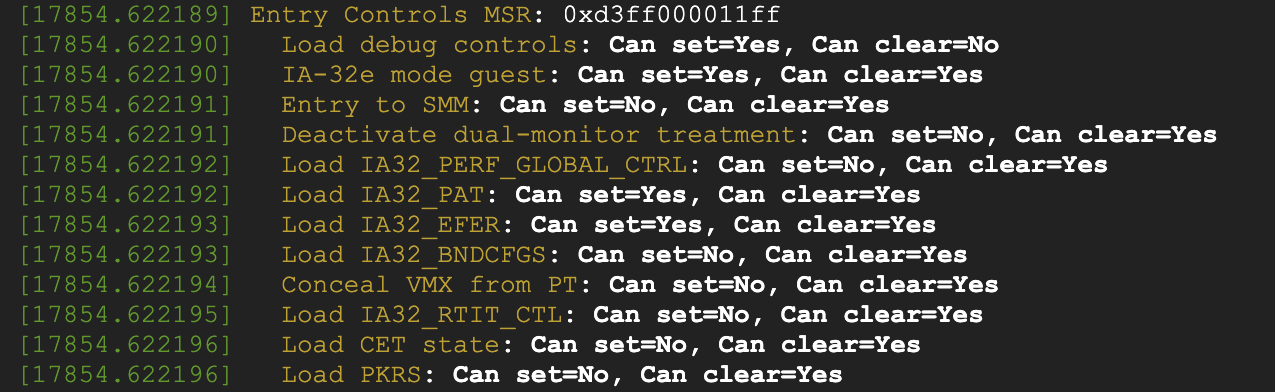 [17854.622189] Entry Controls MSR: 0xd3ff000011ff
[17854.622190]   Load debug controls: Can set=Yes, Can clear=No
[17854.622190]   IA-32e mode guest: Can set=Yes, Can clear=Yes
[17854.622191]   Entry to SMM: Can set=No, Can clear=Yes
[17854.622191]   Deactivate dual-monitor treatment: Can set=No, Can clear=Yes
[17854.622192]   Load IA32_PERF_GLOBAL_CTRL: Can set=No, Can clear=Yes
[17854.622192]   Load IA32_PAT: Can set=Yes, Can clear=Yes
[17854.622193]   Load IA32_EFER: Can set=Yes, Can clear=Yes
[17854.622193]   Load IA32_BNDCFGS: Can set=No, Can clear=Yes
[17854.622194]   Conceal VMX from PT: Can set=No, Can clear=Yes
[17854.622195]   Load IA32_RTIT_CTL: Can set=No, Can clear=Yes
[17854.622196]   Load CET state: Can set=No, Can clear=Yes
[17854.622196]   Load PKRS: Can set=No, Can clear=Yes